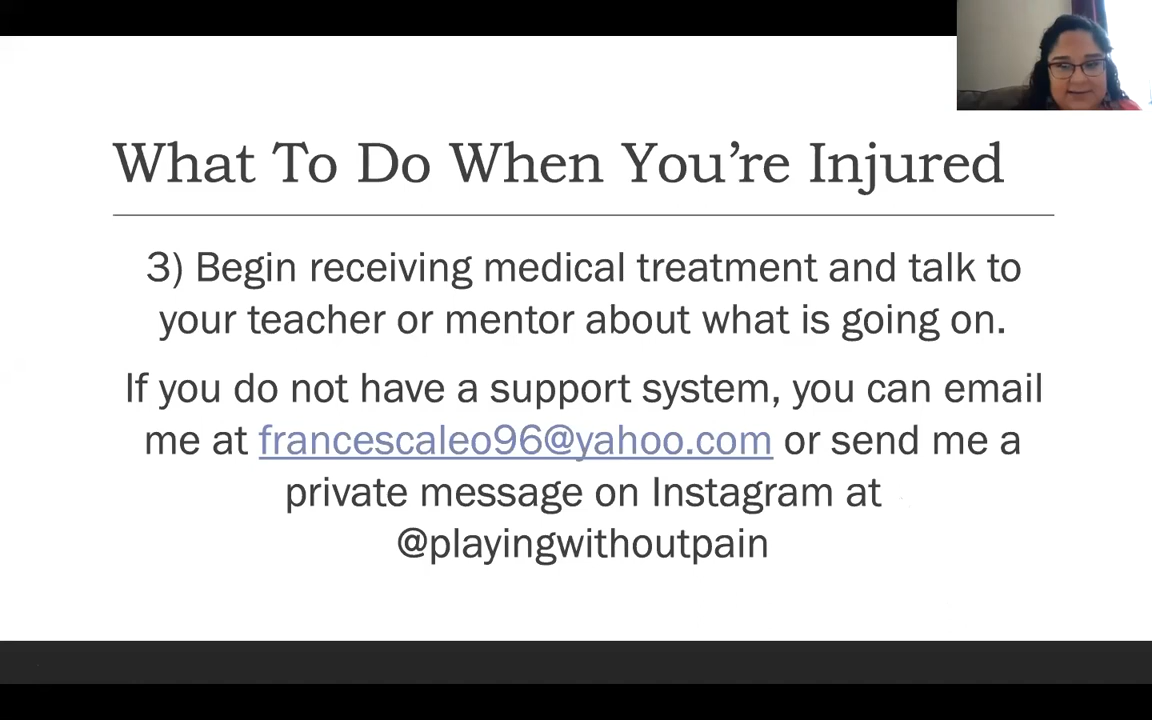 What To Do When You’re Injured
3) Begin receiving medical treatment and talk to
your teacher or mentor about what is going on.
If you do not have a support system, you can email
me at francescaleo96@yahoo.com or send me a
private message on Instagram at
@playingwithoutpain